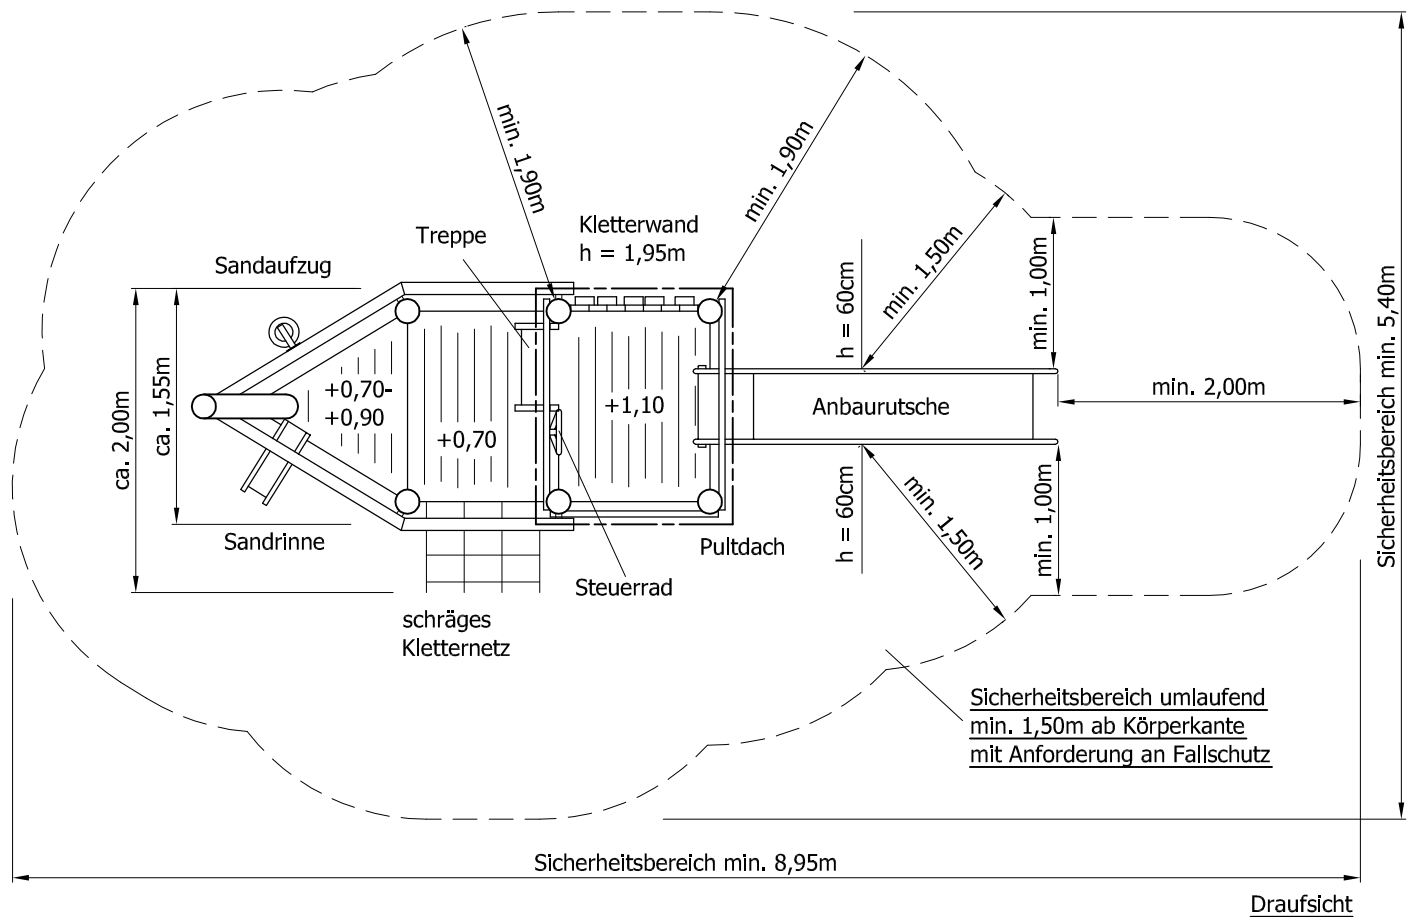 min. 1,90m
min. 1,90m
Kletterwand
h = 1,95m
Treppe
Sandaufzug
min. 1,50m
min. 1,00m
h = 60cm
Sicherheitsbereich min. 5,40m
ca. 2,00m
ca. 1,55m
+0,70-
+0,90
+0,70
+1,10
Anbaurutsche
min. 2,00m
Sandrinne
Pultdach
Steuerrad
schräges
Kletternetz
h = 60cm
min. 1,50m
min. 1,00m
Sicherheitsbereich umlaufend
min. 1,50m ab Körperkante
mit Anforderung an Fallschutz
Sicherheitsbereich min. 8,95m
Draufsicht